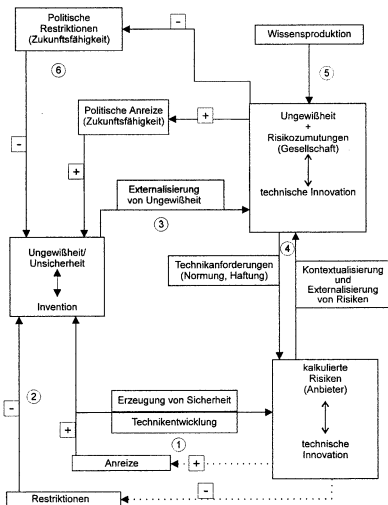 Politische
Restriktionen
(Zukunftsfähigkeit)
-
Wissensproduktion
6
5
Politische Anreize
(Zukunftsfähigkeit)
+
Ungewißheit
+
Risikozumutungen
(Gesellschaft)
technische Innovation
-
+
Externalisierung
von Ungewißheit
3
4
Ungewißheit/
Unsicherheit
Invention
Technikanforderungen
(Normung, Haftung)
Kontextualisierung
und
Externalisierung
von Risiken
kalkulierte
Risiken
(Anbieter)
technische
Innovation
2
-
Erzeugung von Sicherheit
Technikentwicklung
+
1
Anreize
+
-
Restriktionen